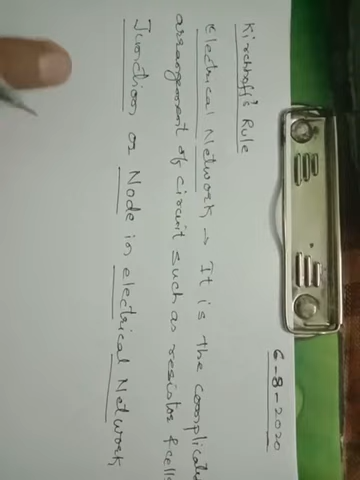 6-8-2020
Kirchhoff's Rule
Electrical Network → It is the complicated
arrangement of circuit such as resistor & cells
Junction or Node in electrical Network